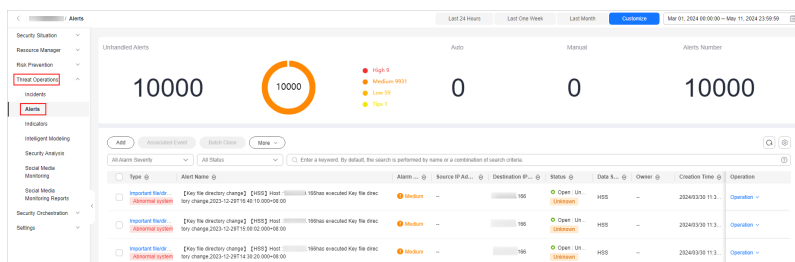 / Alerts
Last 24 Hours Last One Week Last Month Customize Mar 01, 2024 00:00:00 – May 11, 2024 23:59:59
Security Situation
Resource Manager
Risk Prevention
Threat Operations
Incidents
Alerts
Indicators
Intelligent Modeling
Security Analysis
Social Media
Monitoring
Social Media
Monitoring Reports
Security Orchestration
Settings
Unhandled Alerts Auto Manual Alerts Number
10000 10000 0 0 10000
High 9
Medium 9931
Low 59
Tips 1
Add Associated Event Batch Close More
All Alarm Severity All Status Enter a keyword. By default, the search is performed by name or a combination of search criteria.
Type Alert Name Alarm ... Source IP Ad... Destination IP... Status Data S... Owner Creation Time Operation
Important file/dir... 【Key file directory change】 【HSS】 Host 166has executed Key file direc Medium -- 166 Open : Un... HSS -- 2024/03/30 11:3... Operation
Abnormal system tory change,2023-12-29T16:40:10.000+08:00 Unknown
Important file/dir... 【Key file directory change】 【HSS】 Host 166has executed Key file direc Medium -- 166 Open : Un... HSS -- 2024/03/30 11:3... Operation
Abnormal system tory change,2023-12-29T15:00:02.000+08:00 Unknown
Important file/dir... 【Key file directory change】 【HSS】 Host 166has executed Key file direc Medium -- 166 Open : Un... HSS -- 2024/03/30 11:3... Operation
Abnormal system tory change,2023-12-29T14:30:20.000+08:00 Unknown